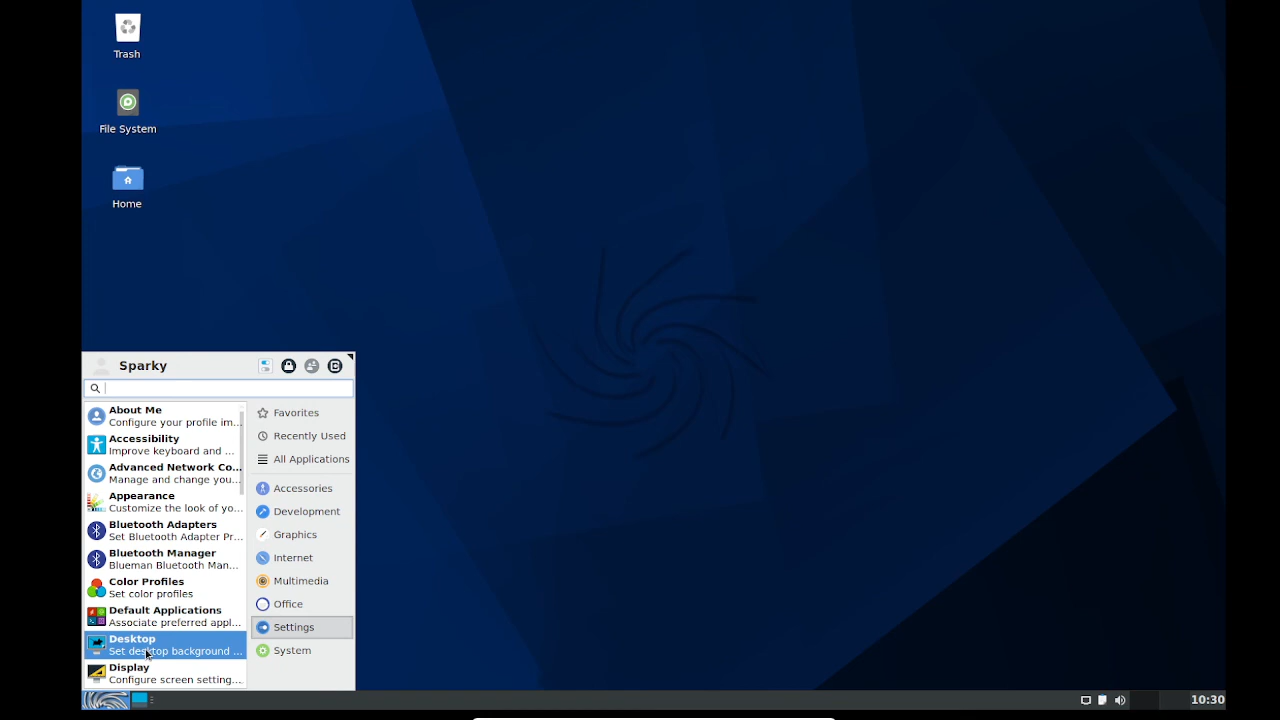 Trash
File System
Home
Sparky
About Me
Configure your profile im...
Accessibility
Improve keyboard and ...
Advanced Network Co...
Manage and change you...
Appearance
Customize the look of yo...
Bluetooth Adapters
Set Bluetooth Adapter Pr...
Bluetooth Manager
Blueman Bluetooth Man...
Color Profiles
Set color profiles
Default Applications
Associate preferred appl...
Desktop
Set desktop background ...
Display
Configure screen setting...
Favorites
Recently Used
All Applications
Accessories
Development
Graphics
Internet
Multimedia
Office
Settings
System
10:30